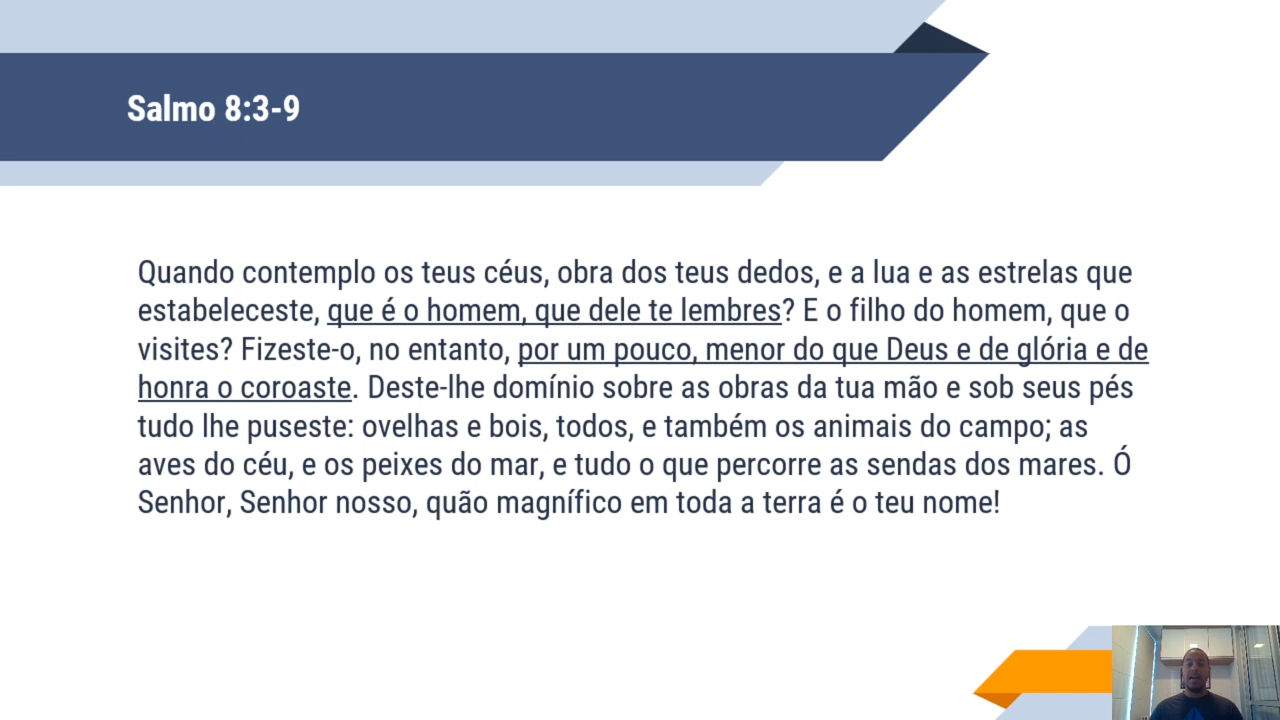 Salmo 8:3-9
Quando contemplo os teus céus, obra dos teus dedos, e a lua e as estrelas que
estabeleceste, que é o homem, que dele te lembres? E o filho do homem, que o
visites? Fizeste-o, no entanto, por um pouco, menor do que Deus e de glória e de
honra o coroaste. Deste-lhe domínio sobre as obras da tua mão e sob seus pés
tudo lhe puseste: ovelhas e bois, todos, e também os animais do campo; as
aves do céu, e os peixes do mar, e tudo o que percorre as sendas dos mares. Ó
Senhor, Senhor nosso, quão magnífico em toda a terra é o teu nome!